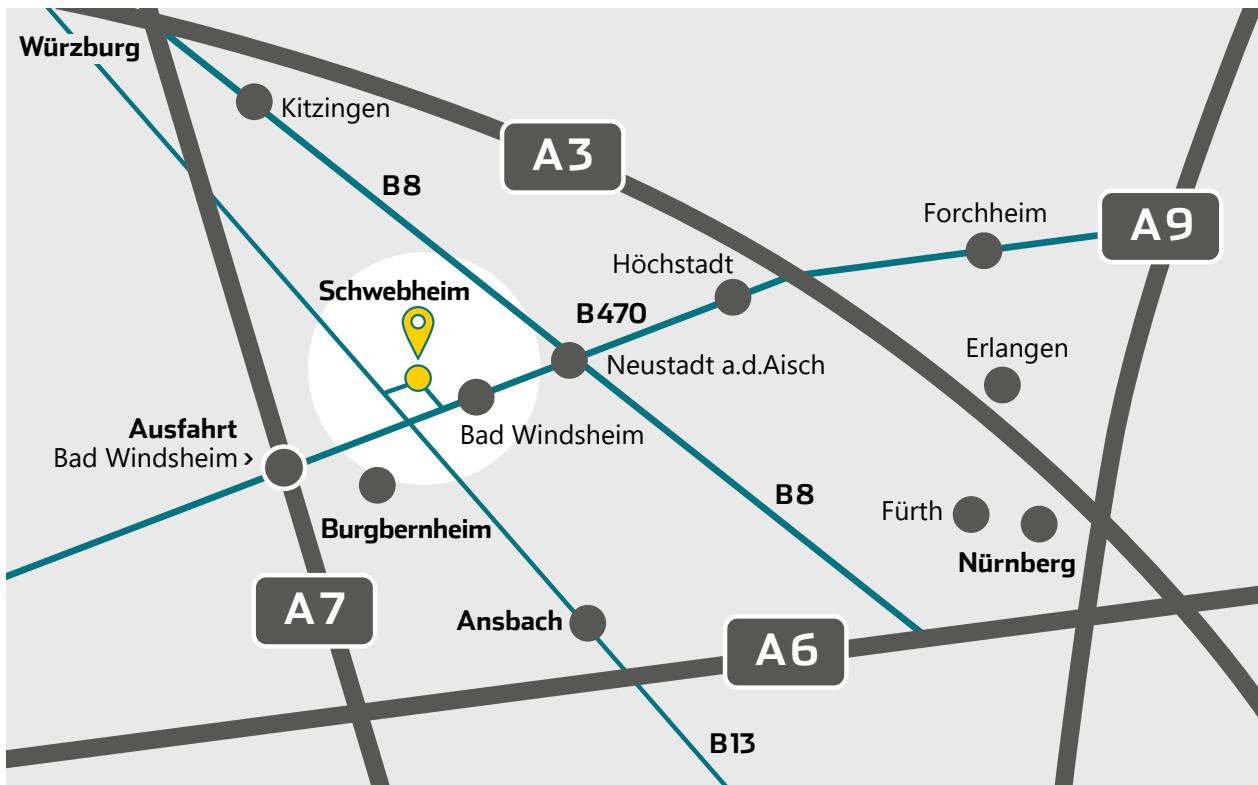 Würzburg
Kitzingen
A3
B8
Forchheim
A9
Höchstadt
Schwebheim
B470
Erlangen
Neustadt a.d.Aisch
Ausfahrt
Bad Windsheim
Bad Windsheim ›
B8
Fürth
Burgbernheim
Nürnberg
A7
Ansbach
A6
B13